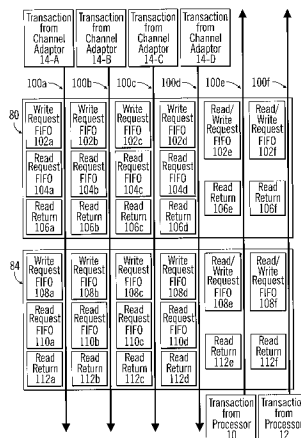 Transaction from Channel Adaptor 14-A
Transaction from Channel Adaptor 14-B
Transaction from Channel Adaptor 14-C
Transaction from Channel Adaptor 14-D
100a 100b 100c 100d 100e 100f
80
Write Request FIFO 102a
Write Request FIFO 102b
Write Request FIFO 102c
Write Request FIFO 102d
Read/Write Request FIFO 102e
Read/Write Request FIFO 102f
Read Request FIFO 104a
Read Request FIFO 104b
Read Request FIFO 104c
Read Request FIFO 104d
Read Return 106a
Read Return 106b
Read Return 106c
Read Return 106d
Read Return 106e
Read Return 106f
84
Write Request FIFO 108a
Write Request FIFO 108b
Write Request FIFO 108c
Write Request FIFO 108d
Read/Write Request FIFO 108e
Read/Write Request FIFO 108f
Read Request FIFO 110a
Read Request FIFO 110b
Read Request FIFO 110c
Read Request FIFO 110d
Read Return 112a
Read Return 112b
Read Return 112c
Read Return 112d
Read Return 112e
Read Return 112f
Transaction from Processor 10
from Processor 12